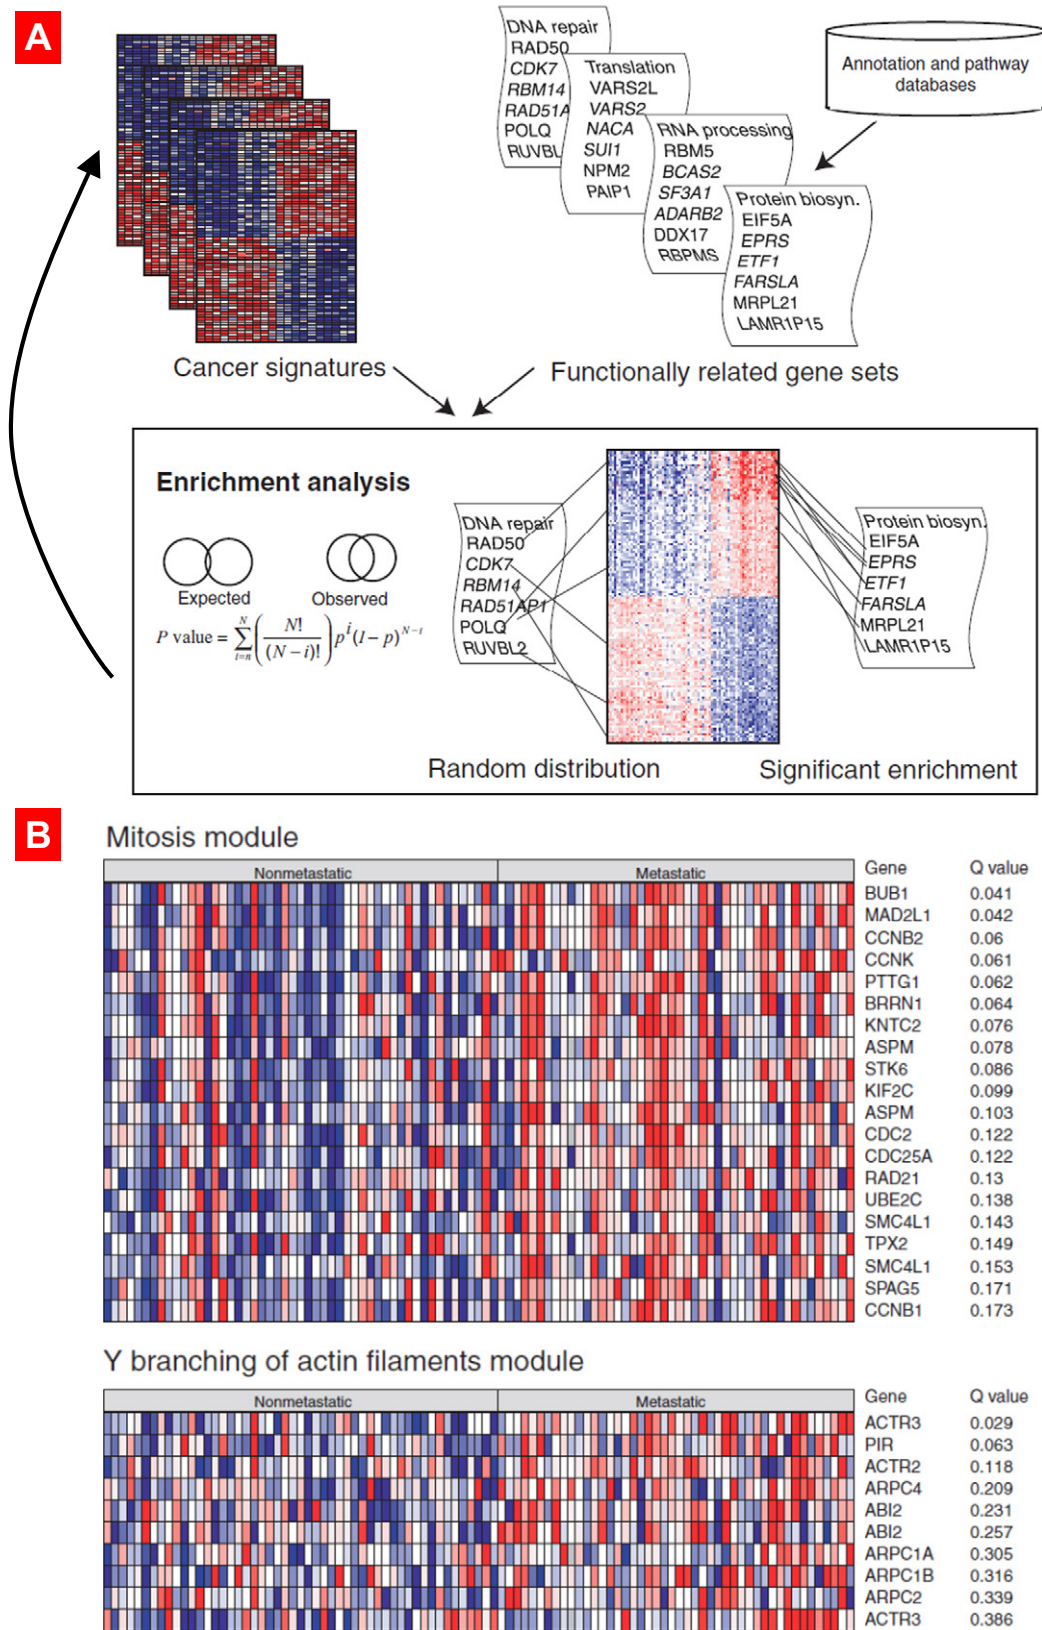 A
DNA repair
RAD50
CDK7
RBM14
RAD51A
POLQ
RUVBL
Translation
VARS2L
VARS2
NACA
SUI1
NPM2
PAIP1
RNA processing
RBM5
BCAS2
SF3A1
ADARB2
DDX17
RBPMS
Protein biosyn.
EIF5A
EPRS
ETF1
FARSLA
MRPL21
LAMR1P15
Annotation and pathway
databases
Cancer signatures
Functionally related gene sets
Enrichment analysis
Expected Observed
P value = \sum_{i=n}^{N} \left( \frac{N!}{(N-i)!} \right) p^i (1-p)^{N-i}
DNA repair
RAD50
CDK7
RBM14
RAD51AP1
POLQ
RUVBL2
Protein biosyn.
EIF5A
EPRS
ETF1
FARSLA
MRPL21
LAMR1P15
Random distribution
Significant enrichment
B
Mitosis module
Nonmetastatic Metastatic Gene Q value
BUB1 0.041
MAD2L1 0.042
CCNB2 0.06
CCNK 0.061
PTTG1 0.062
BRRN1 0.064
KNTC2 0.076
ASPM 0.078
STK6 0.086
KIF2C 0.099
ASPM 0.103
CDC2 0.122
CDC25A 0.122
RAD21 0.13
UBE2C 0.138
SMC4L1 0.143
TPX2 0.149
SMC4L1 0.153
SPAG5 0.171
CCNB1 0.173
Y branching of actin filaments module
Nonmetastatic Metastatic Gene Q value
ACTR3 0.029
PIR 0.063
ACTR2 0.118
ARPC4 0.209
ABI2 0.231
ABI2 0.257
ARPC1A 0.305
ARPC1B 0.316
ARPC2 0.339
ACTR3 0.386